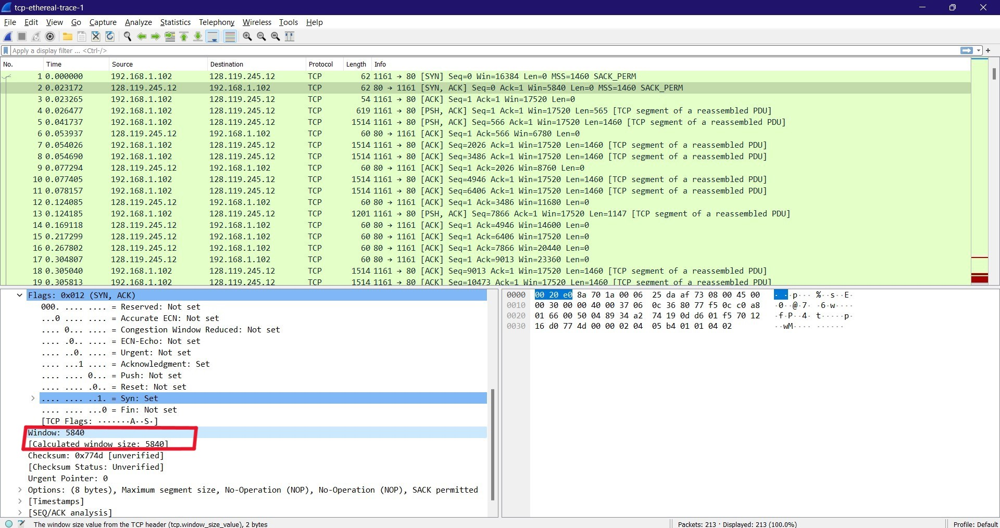 tcp-ethereal-trace-1
File Edit View Go Capture Analyze Statistics Telephony Wireless Tools Help
Apply a display filter ... <Ctrl-/>
No. Time Source Destination Protocol Length Info
1 0.000000 192.168.1.102 128.119.245.12 TCP 62 1161 → 80 [SYN] Seq=0 Win=16384 Len=0 MSS=1460 SACK_PERM
2 0.023172 128.119.245.12 192.168.1.102 TCP 62 80 → 1161 [SYN, ACK] Seq=0 Ack=1 Win=5840 Len=0 MSS=1460 SACK_PERM
3 0.023265 192.168.1.102 128.119.245.12 TCP 54 1161 → 80 [ACK] Seq=1 Ack=1 Win=17520 Len=0
4 0.026477 192.168.1.102 128.119.245.12 TCP 619 1161 → 80 [PSH, ACK] Seq=1 Ack=1 Win=17520 Len=565 [TCP segment of a reassembled PDU]
5 0.041737 192.168.1.102 128.119.245.12 TCP 1514 1161 → 80 [PSH, ACK] Seq=566 Ack=1 Win=17520 Len=1460 [TCP segment of a reassembled PDU]
6 0.053937 128.119.245.12 192.168.1.102 TCP 60 80 → 1161 [ACK] Seq=1 Ack=566 Win=6780 Len=0
7 0.054026 192.168.1.102 128.119.245.12 TCP 1514 1161 → 80 [ACK] Seq=2026 Ack=1 Win=17520 Len=1460 [TCP segment of a reassembled PDU]
8 0.054690 192.168.1.102 128.119.245.12 TCP 1514 1161 → 80 [ACK] Seq=3486 Ack=1 Win=17520 Len=1460 [TCP segment of a reassembled PDU]
9 0.077294 128.119.245.12 192.168.1.102 TCP 60 80 → 1161 [ACK] Seq=1 Ack=2026 Win=8760 Len=0
10 0.077405 192.168.1.102 128.119.245.12 TCP 1514 1161 → 80 [ACK] Seq=4946 Ack=1 Win=17520 Len=1460 [TCP segment of a reassembled PDU]
11 0.078157 192.168.1.102 128.119.245.12 TCP 1514 1161 → 80 [ACK] Seq=6406 Ack=1 Win=17520 Len=1460 [TCP segment of a reassembled PDU]
12 0.124085 128.119.245.12 192.168.1.102 TCP 60 80 → 1161 [ACK] Seq=1 Ack=3486 Win=11680 Len=0
13 0.124185 192.168.1.102 128.119.245.12 TCP 1201 1161 → 80 [PSH, ACK] Seq=7866 Ack=1 Win=17520 Len=1147 [TCP segment of a reassembled PDU]
14 0.169118 128.119.245.12 192.168.1.102 TCP 60 80 → 1161 [ACK] Seq=1 Ack=4946 Win=14600 Len=0
15 0.217299 128.119.245.12 192.168.1.102 TCP 60 80 → 1161 [ACK] Seq=1 Ack=6406 Win=17520 Len=0
16 0.267802 128.119.245.12 192.168.1.102 TCP 60 80 → 1161 [ACK] Seq=1 Ack=7866 Win=20440 Len=0
17 0.304807 128.119.245.12 192.168.1.102 TCP 60 80 → 1161 [ACK] Seq=1 Ack=9013 Win=23360 Len=0
18 0.305040 192.168.1.102 128.119.245.12 TCP 1514 1161 → 80 [ACK] Seq=9013 Ack=1 Win=17520 Len=1460 [TCP segment of a reassembled PDU]
19 0.305813 192.168.1.102 128.119.245.12 TCP 1514 1161 → 80 [ACK] Seq=10473 Ack=1 Win=17520 Len=1460 [TCP segment of a reassembled PDU]
Flags: 0x012 (SYN, ACK)
000. .... .... = Reserved: Not set
...0 .... .... = Accurate ECN: Not set
.... 0... .... = Congestion Window Reduced: Not set
.... .0.. .... = ECN-Echo: Not set
.... ..0. .... = Urgent: Not set
.... ...1 .... = Acknowledgment: Set
.... .... 0... = Push: Not set
.... .... .0.. = Reset: Not set
.... .... ..1. = Syn: Set
.... .... ...0 = Fin: Not set
[TCP Flags: ·······A··S·]
Window: 5840
[Calculated window size: 5840]
Checksum: 0x774d [unverified]
[Checksum Status: Unverified]
Urgent Pointer: 0
Options: (8 bytes), Maximum segment size, No-Operation (NOP), No-Operation (NOP), SACK permitted
[Timestamps]
[SEQ/ACK analysis]
0000 00 20 e0 8a 70 1a 00 06 25 da af 73 08 00 45 00 · ··p··· %··s··E·
0010 00 30 00 00 40 00 37 06 0c 36 80 77 f5 0c c0 a8 ·0··@·7· ·6·w····
0020 01 66 00 50 04 89 34 a2 74 19 0d d6 01 f5 70 12 ·f·P··4· t·····p·
0030 16 d0 77 4d 00 00 02 04 05 b4 01 01 04 02 ··wM···· ······
The window size value from the TCP header (tcp.window_size_value), 2 bytes
Packets: 213 · Displayed: 213 (100.0%)
Profile: Default